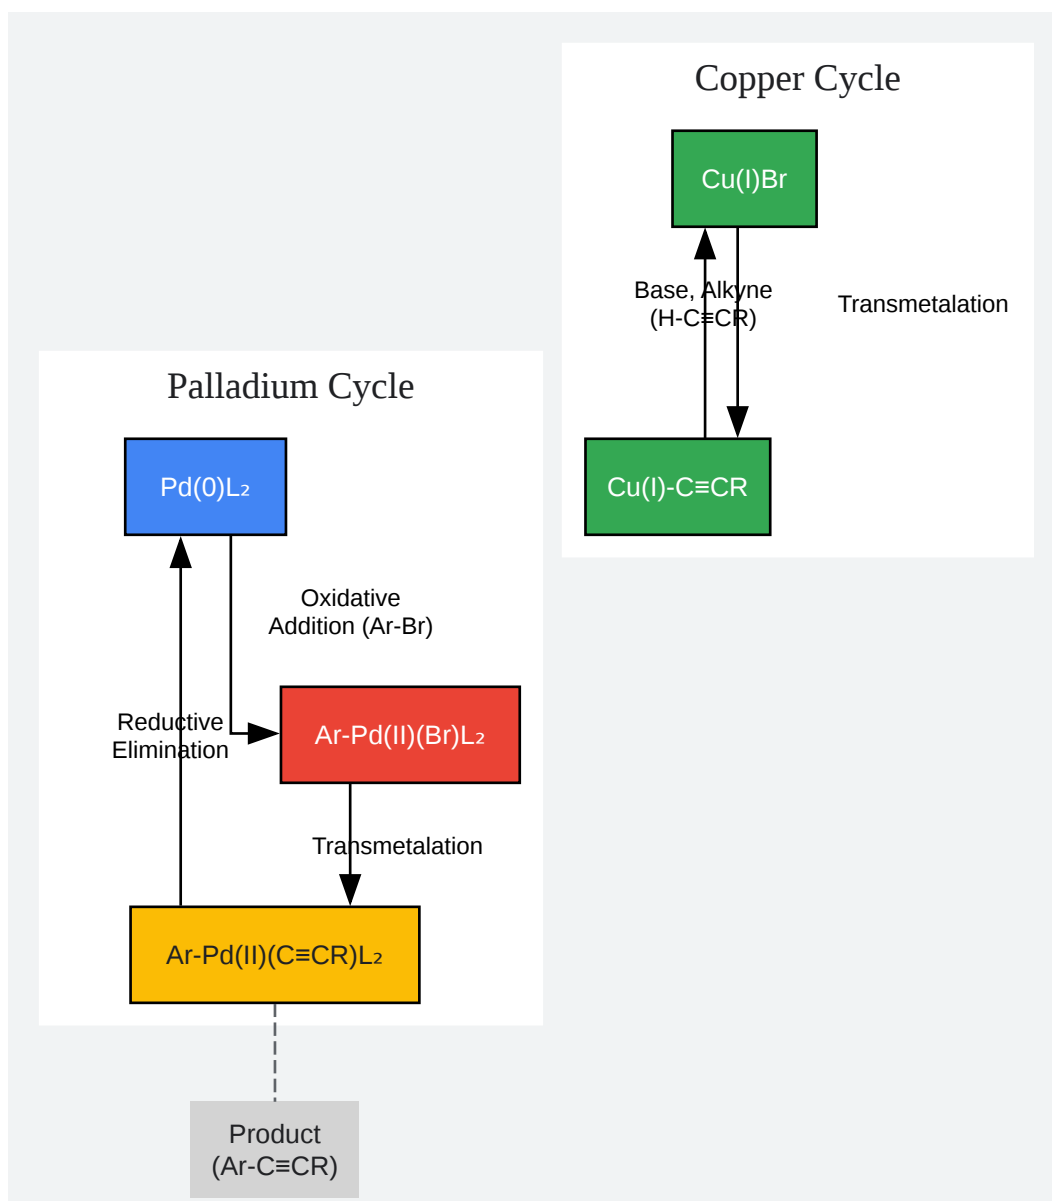 Copper Cycle
Cu(I)Br
Base, Alkyne
(H-C≡CR)
Transmetalation
Cu(I)-C≡CR
Palladium Cycle
Pd(0)L₂
Oxidative
Addition (Ar-Br)
Reductive
Elimination
Ar-Pd(II)(Br)L₂
Transmetalation
Ar-Pd(II)(C≡CR)L₂
Product
(Ar-C≡CR)